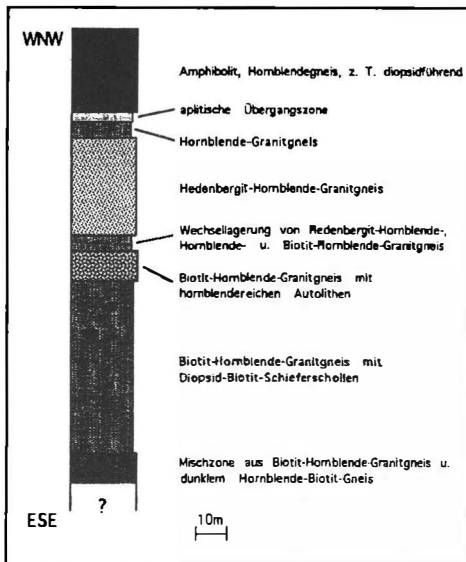 WNW
Amphibolit, Hornblendegneis, z. T. diopsidführend
aplitische Übergangszone
Hornblende-Granitgneis
Hedenbergit-Hornblende-Granitgneis
Wechsellagerung von Hedenbergit-Hornblende-,
Hornblende- u. Biotit-Hornblende-Granitgneis
Biotit-Hornblende-Granitgneis mit
hornblendereichen Autolithen
Biotit-Hornblende-Granitgneis mit
Diopsid-Biotit-Schieferschollen
Mischzone aus Biotit-Hornblende-Granitgneis u.
dunklem Hornblende-Biotit-Gneis
?
ESE
10m